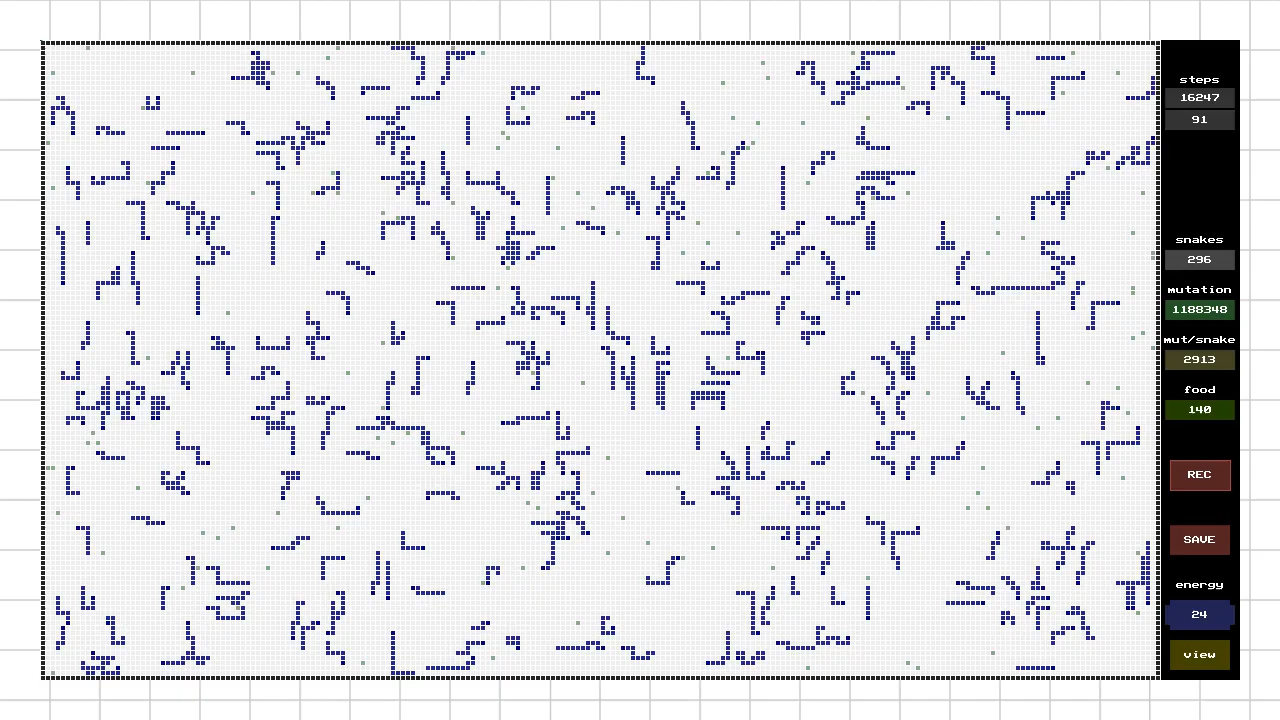 steps
16247
91
snakes
296
mutation
1188348
mut/snake
2913
food
140
REC
SAVE
energy
24
view